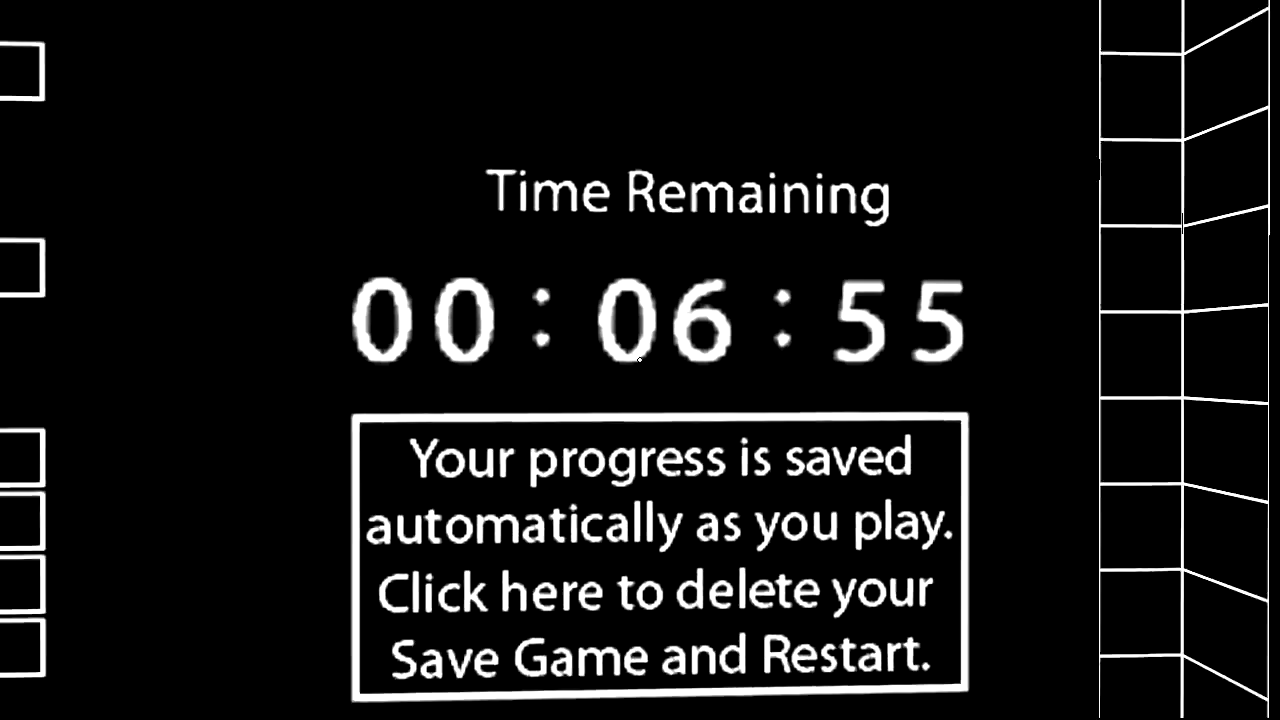 Time Remaining
00 : 06 : 55
Your progress is saved
automatically as you play.
Click here to delete your
Save Game and Restart.